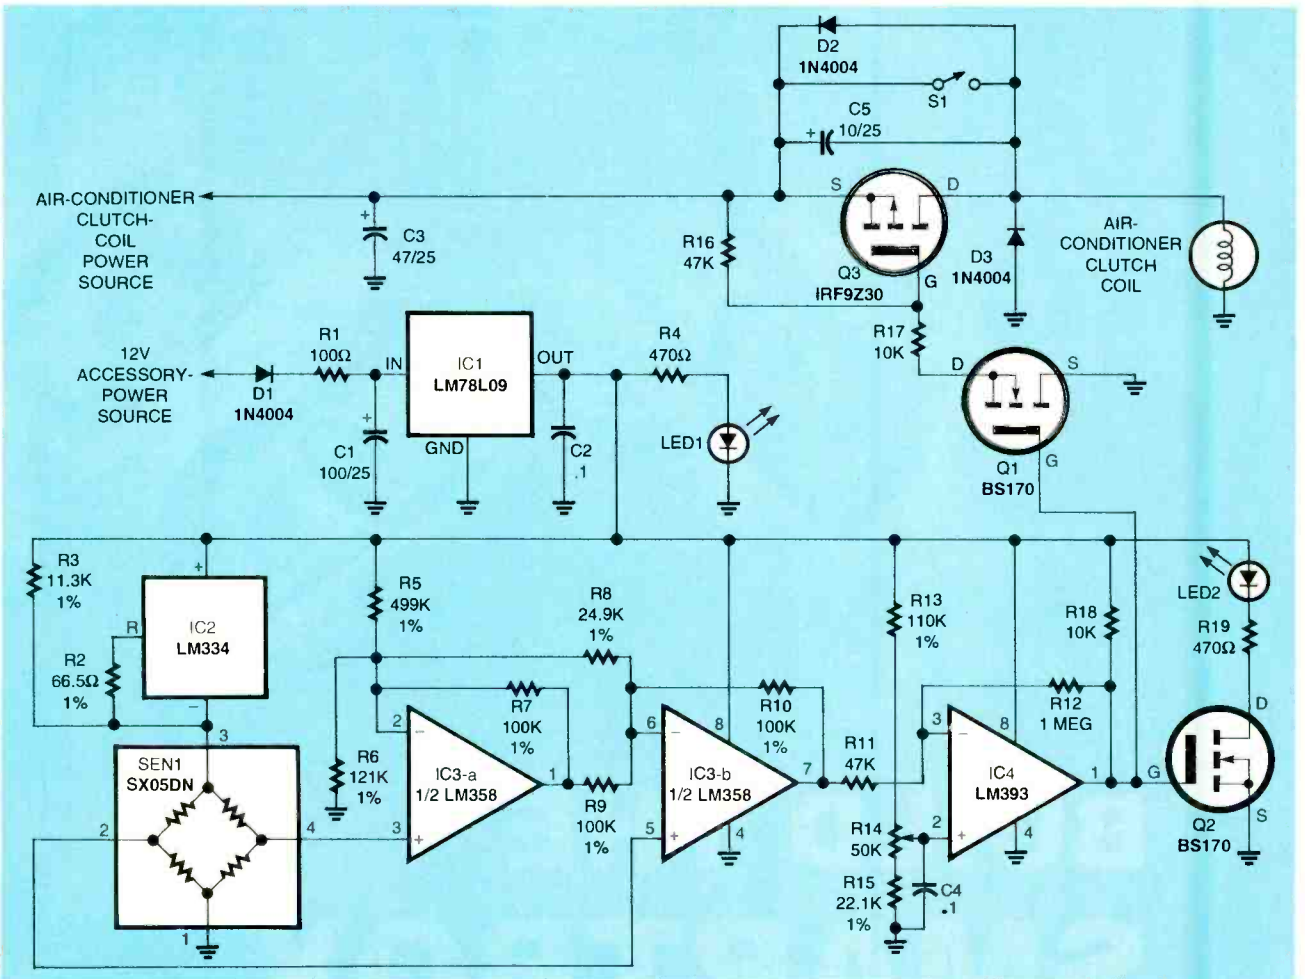 D2
1N4004
S1
C5
+ 10/25
AIR-CONDITIONER
CLUTCH-
COIL
POWER
SOURCE
+
C3
47/25
R16
47K
S
D
Q3
IRF9Z30
G
D3
1N4004
AIR-
CONDITIONER
CLUTCH
COIL
12V
ACCESSORY-
POWER
SOURCE
D1
1N4004
R1
100Ω
+
C1
100/25
IN
IC1
LM78L09
OUT
GND
C2
.1
R4
470Ω
LED1
R17
10K
D
S
Q1
BS170
G
R3
11.3K
1%
+
R
IC2
LM334
−
R2
66.5Ω
1%
3
SEN1
SX05DN
2
4
1
R5
499K
1%
R6
121K
1%
R7
100K
1%
R8
24.9K
1%
2
−
IC3-a
1/2 LM358
3
+
1
R9
100K
1%
R10
100K
1%
6
−
8
IC3-b
1/2 LM358
5
+
4
7
R11
47K
R13
110K
1%
R14
50K
R15
22.1K
1%
C4
.1
R12
1 MEG
R18
10K
3
−
8
IC4
LM393
2
+
4
1
G
LED2
R19
470Ω
D
S
Q2
BS170